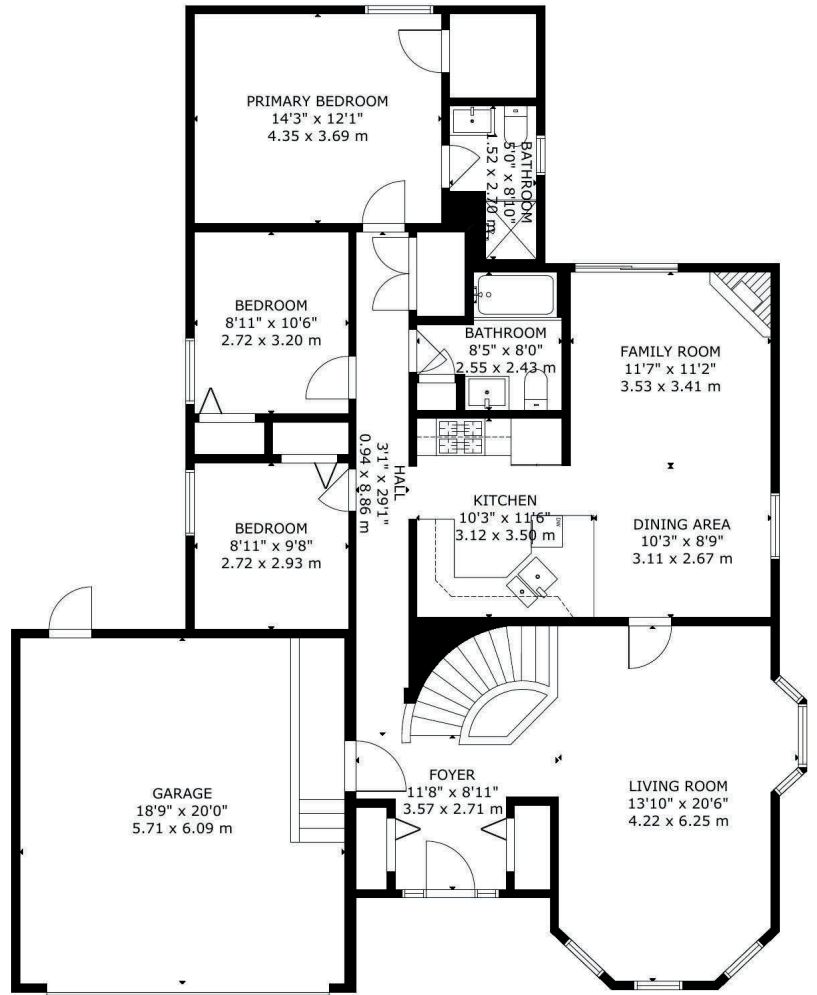 PRIMARY BEDROOM
14'3" x 12'1"
4.35 x 3.69 m
BATHROOM
5'0" x 8'10"
1.52 x 2.70 m
BEDROOM
8'11" x 10'6"
2.72 x 3.20 m
BATHROOM
8'5" x 8'0"
2.55 x 2.43 m
FAMILY ROOM
11'7" x 11'2"
3.53 x 3.41 m
HALL
3'1" x 29'1"
0.94 x 8.86 m
KITCHEN
10'3" x 11'6"
3.12 x 3.50 m
DW
DINING AREA
10'3" x 8'9"
3.11 x 2.67 m
BEDROOM
8'11" x 9'8"
2.72 x 2.93 m
GARAGE
18'9" x 20'0"
5.71 x 6.09 m
FOYER
11'8" x 8'11"
3.57 x 2.71 m
LIVING ROOM
13'10" x 20'6"
4.22 x 6.25 m